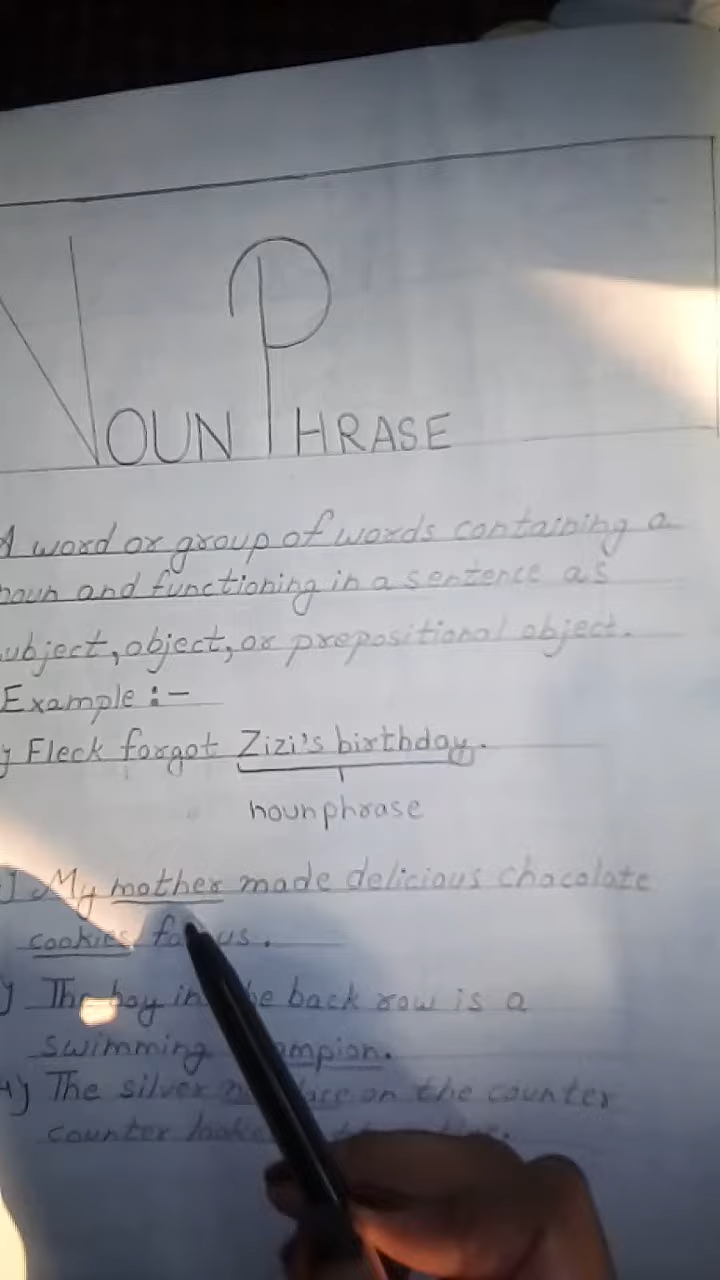 NOUN PHRASE
A word or group of words containing a
noun and functioning in a sentence as
subject, object, or prepositional object.
Example :-
Fleck forgot Zizi's birthday.
noun phrase
My mother made delicious chocolate
cookies us.
The boy in back row is a
swimming
4) The silver on the counter
counter